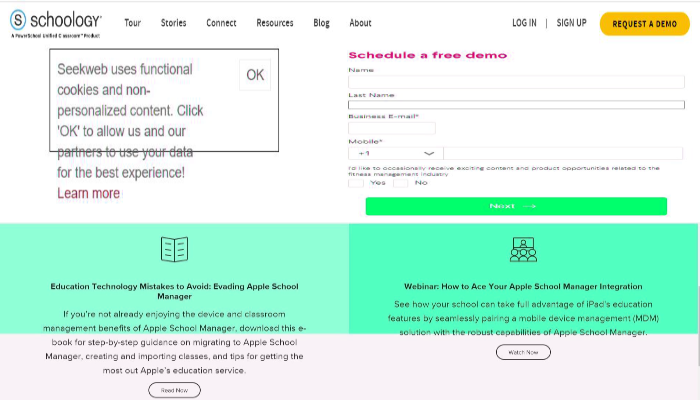 S schoology
A PowerSchool Unified Classroom™ Product
Tour Stories Connect Resources Blog About LOG IN | SIGN UP REQUEST A DEMO
Seekweb uses functional
cookies and non-
personalized content. Click
'OK' to allow us and our
partners to use your data
for the best experience!
Learn more
OK
Schedule a free demo
Name
Last Name
Business E-mail*
Mobile*
+1
I'd like to occasionally receive exciting content and product opportunities related to the
fitness management industry
Yes No
Next →
Education Technology Mistakes to Avoid: Evading Apple School
Manager
If you're not already enjoying the device and classroom
management benefits of Apple School Manager, download this e-
book for step-by-step guidance on migrating to Apple School
Manager, creating and importing classes, and tips for getting the
most out Apple's education service.
Read Now
Webinar: How to Ace Your Apple School Manager Integration
See how your school can take full advantage of iPad's education
features by seamlessly pairing a mobile device management (MDM)
solution with the robust capabilities of Apple School Manager.
Watch Now